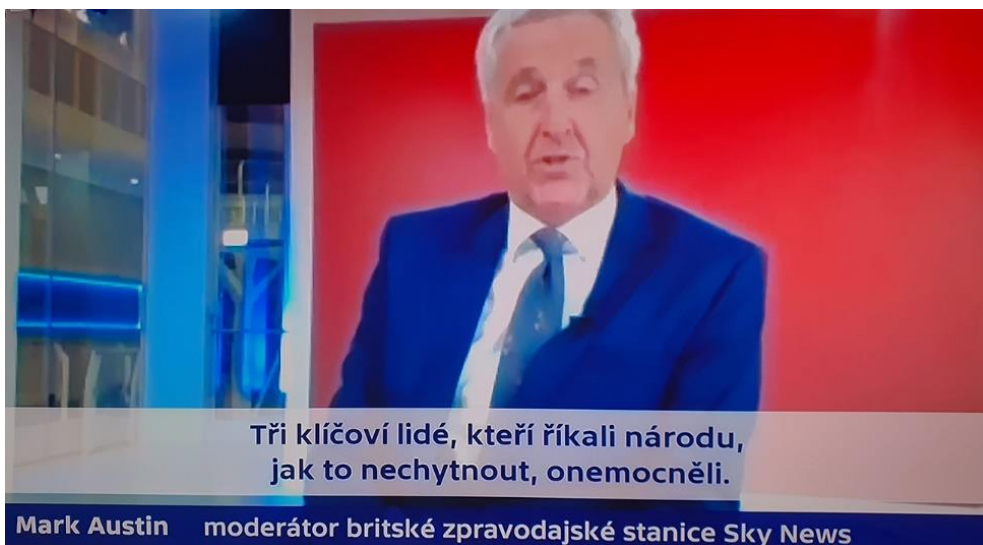 Tři klíčoví lidé, kteří říkali národu,
jak to nechytnout, onemocněli.
Mark Austin moderátor britské zpravodajské stanice Sky News